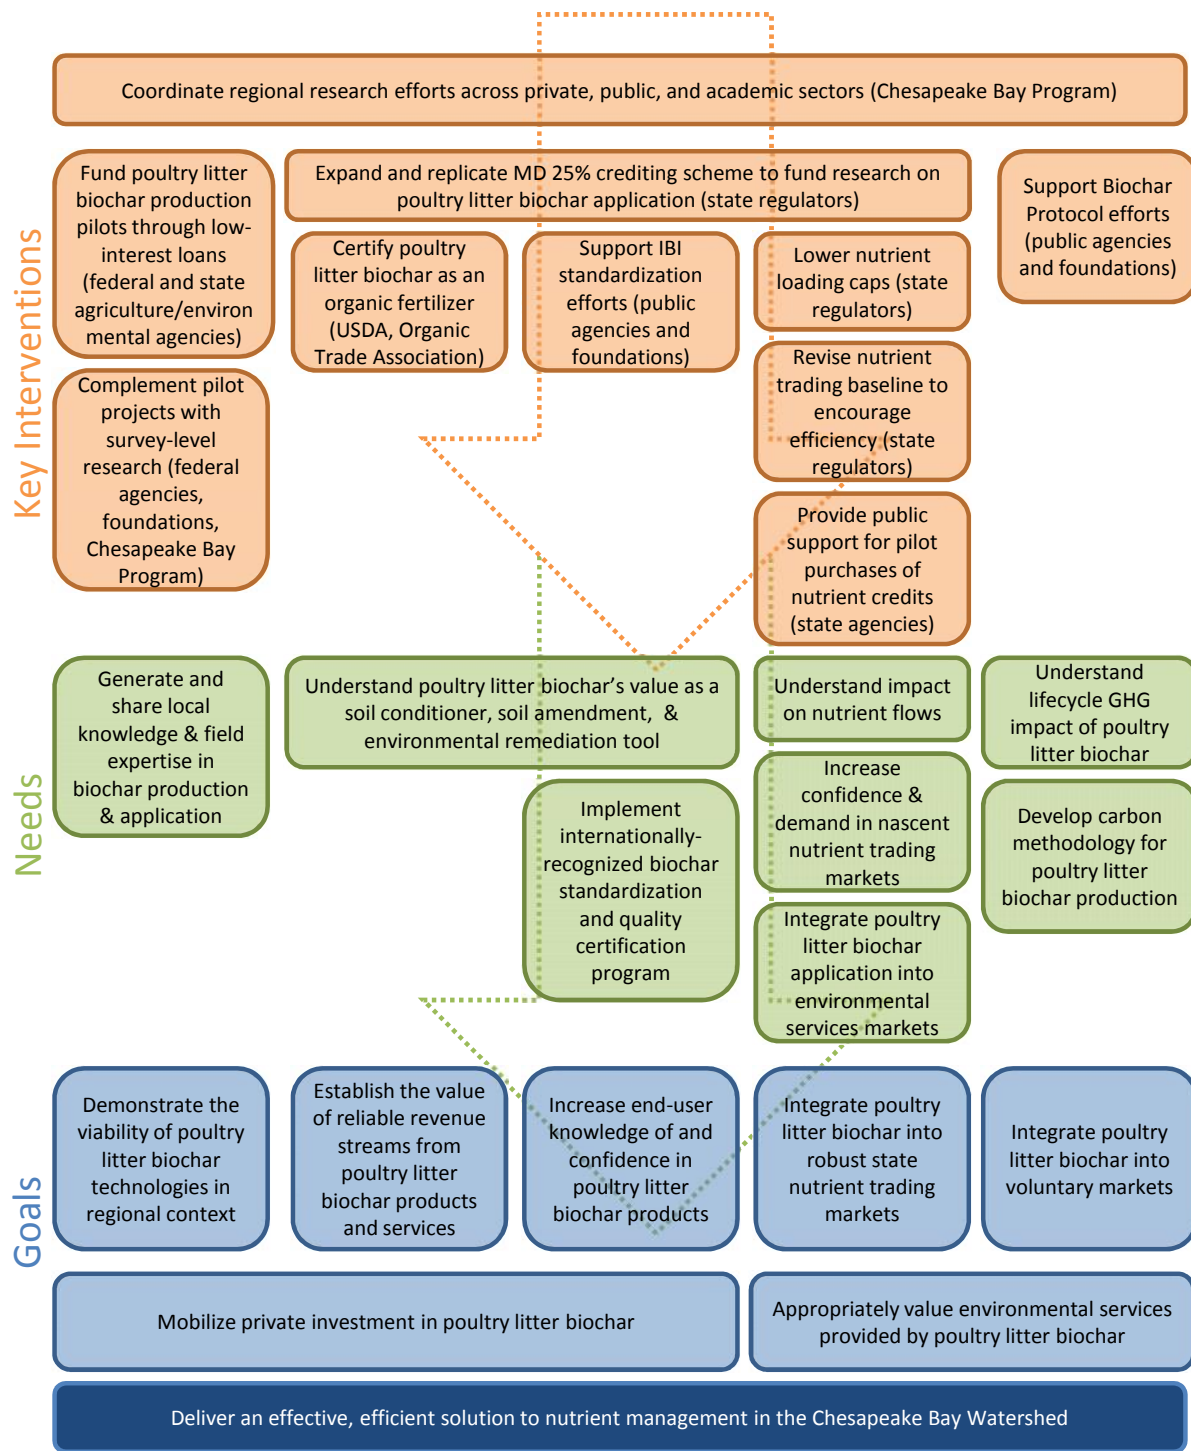 Coordinate regional research efforts across private, public, and academic sectors (Chesapeake Bay Program)
Key Interventions
Fund poultry litter
biochar production
pilots through low-
interest loans
(federal and state
agriculture/environ
mental agencies)
Expand and replicate MD 25% crediting scheme to fund research on
poultry litter biochar application (state regulators)
Support Biochar
Protocol efforts
(public agencies
and foundations)
Certify poultry
litter biochar as an
organic fertilizer
(USDA, Organic
Trade Association)
Support IBI
standardization
efforts (public
agencies and
foundations)
Lower nutrient
loading caps (state
regulators)
Complement pilot
projects with
survey-level
research (federal
agencies,
foundations,
Chesapeake Bay
Program)
Revise nutrient
trading baseline to
encourage
efficiency (state
regulators)
Provide public
support for pilot
purchases of
nutrient credits
(state agencies)
Needs
Generate and
share local
knowledge & field
expertise in
biochar production
& application
Understand poultry litter biochar's value as a
soil conditioner, soil amendment, &
environmental remediation tool
Understand impact
on nutrient flows
Understand
lifecycle GHG
impact of poultry
litter biochar
Implement
internationally-
recognized biochar
standardization
and quality
certification
program
Increase
confidence &
demand in nascent
nutrient trading
markets
Develop carbon
methodology for
poultry litter
biochar production
Integrate poultry
litter biochar
application into
environmental
services markets
Goals
Demonstrate the
viability of poultry
litter biochar
technologies in
regional context
Establish the value
of reliable revenue
streams from
poultry litter
biochar products
and services
Increase end-user
knowledge of and
confidence in
poultry litter
biochar products
Integrate poultry
litter biochar into
robust state
nutrient trading
markets
Integrate poultry
litter biochar into
voluntary markets
Mobilize private investment in poultry litter biochar
Appropriately value environmental services
provided by poultry litter biochar
Deliver an effective, efficient solution to nutrient management in the Chesapeake Bay Watershed